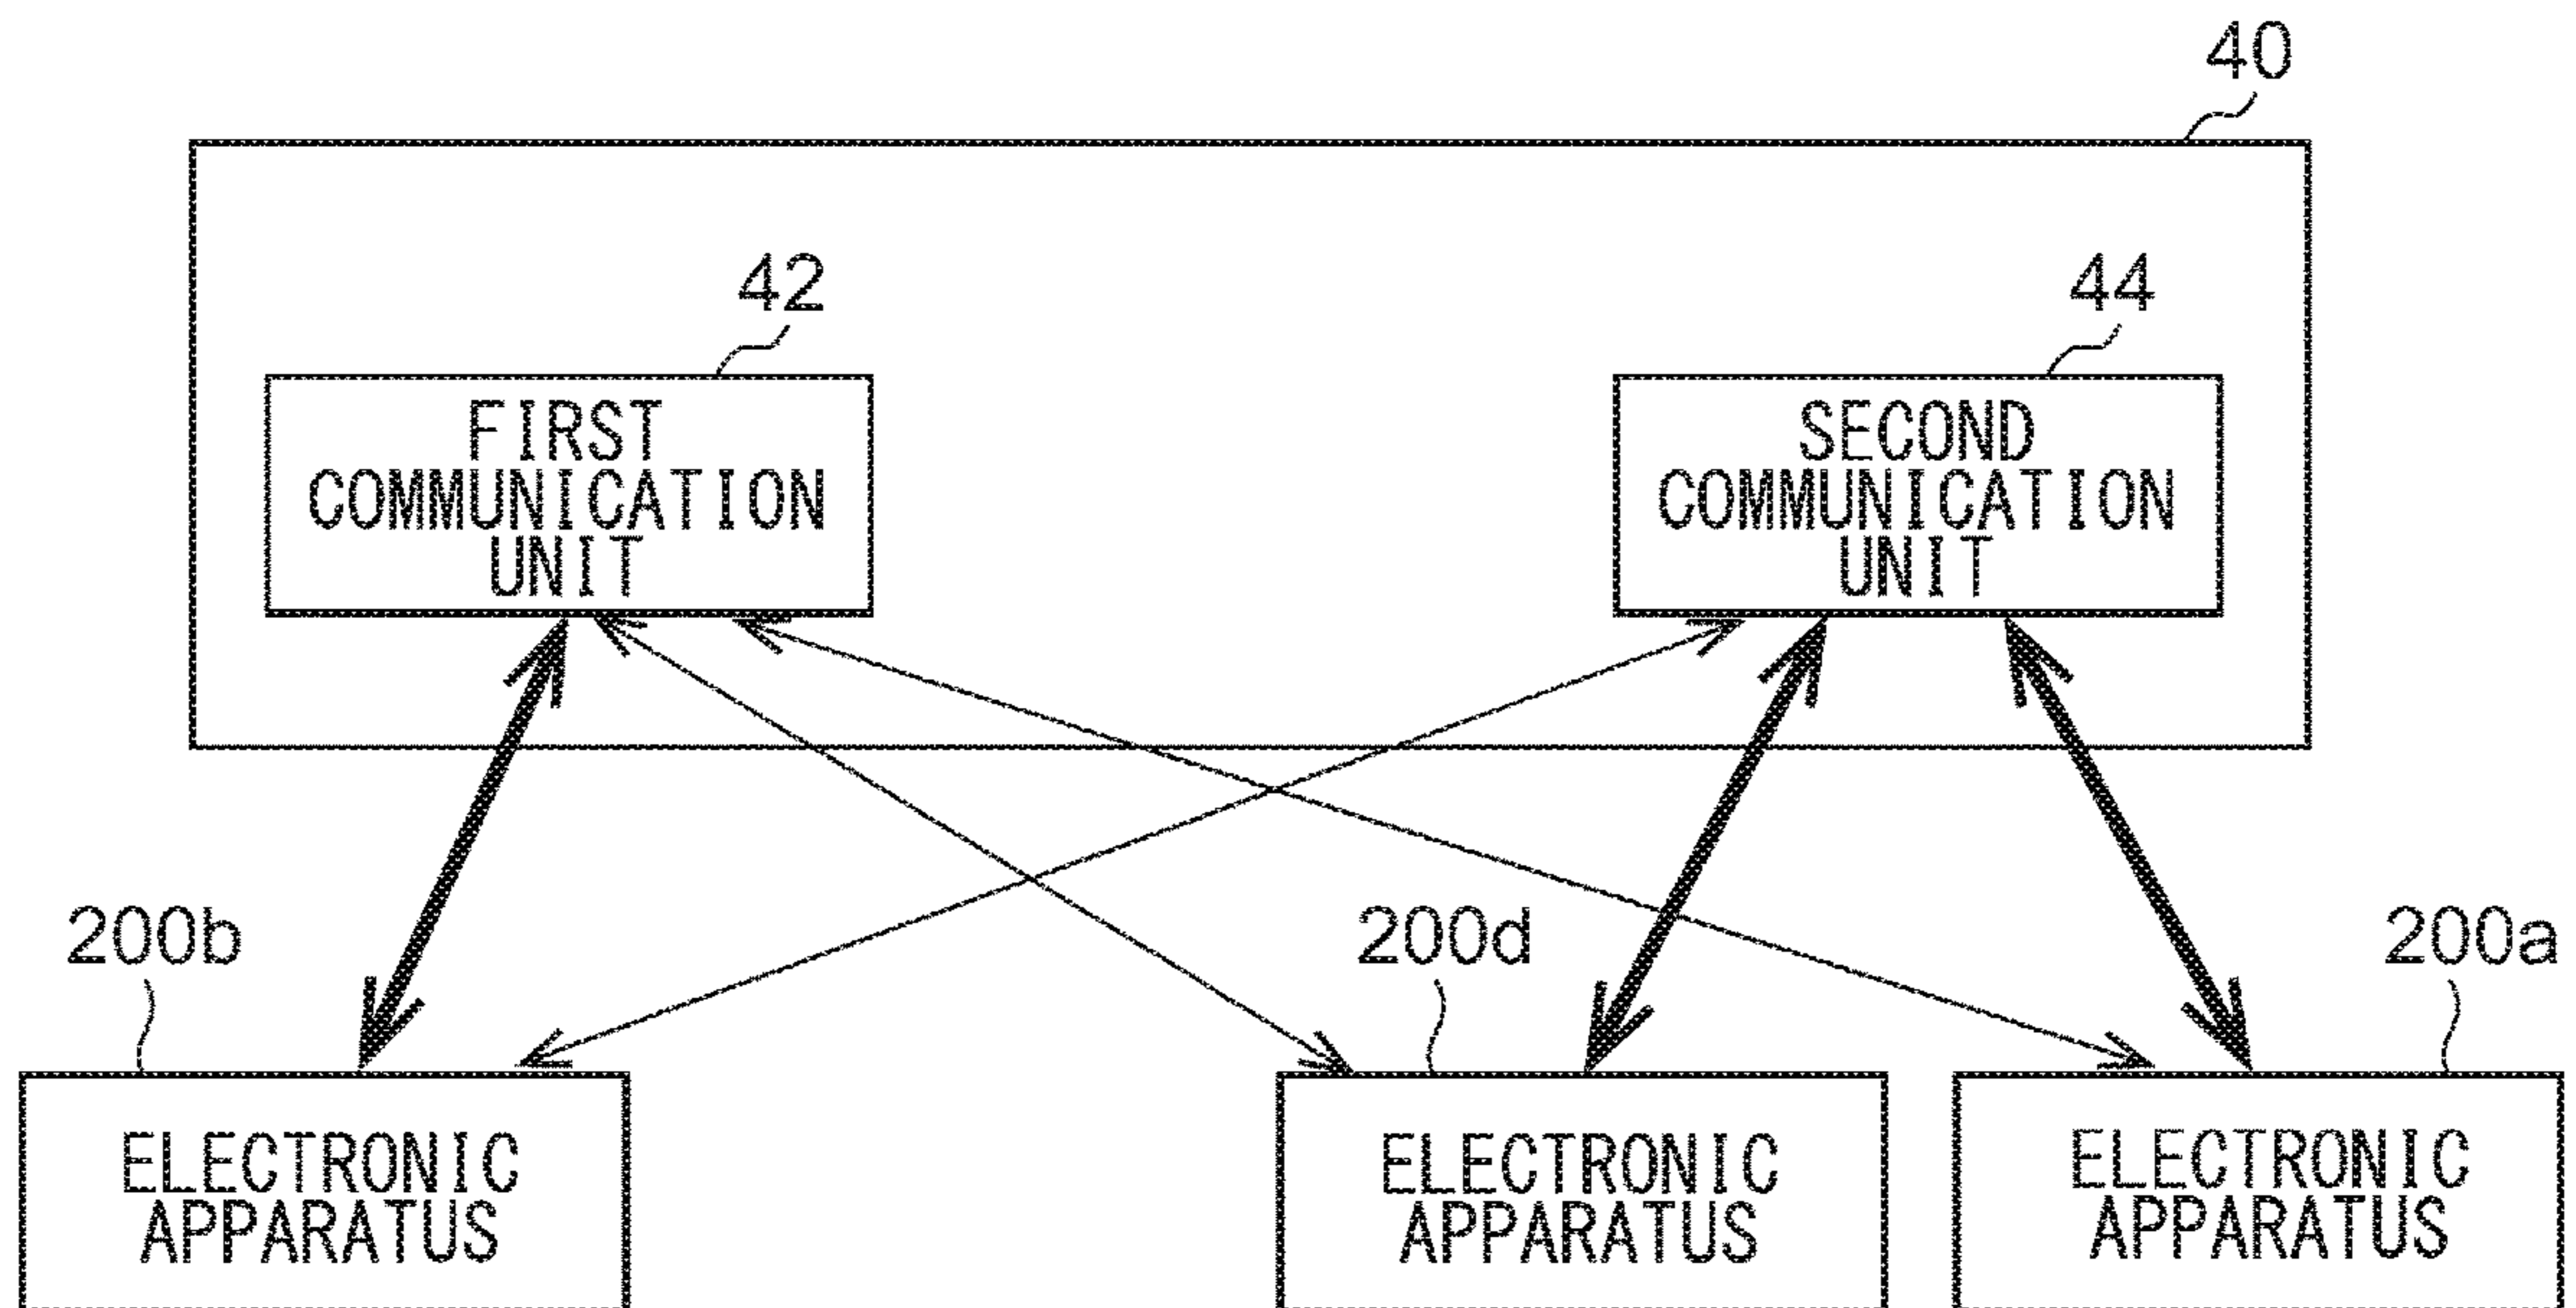 40
42
44
FIRST
COMMUNICATION
UNIT
SECOND
COMMUNICATION
UNIT
200b
200d
200a
ELECTRONIC
APPARATUS
ELECTRONIC
APPARATUS
ELECTRONIC
APPARATUS